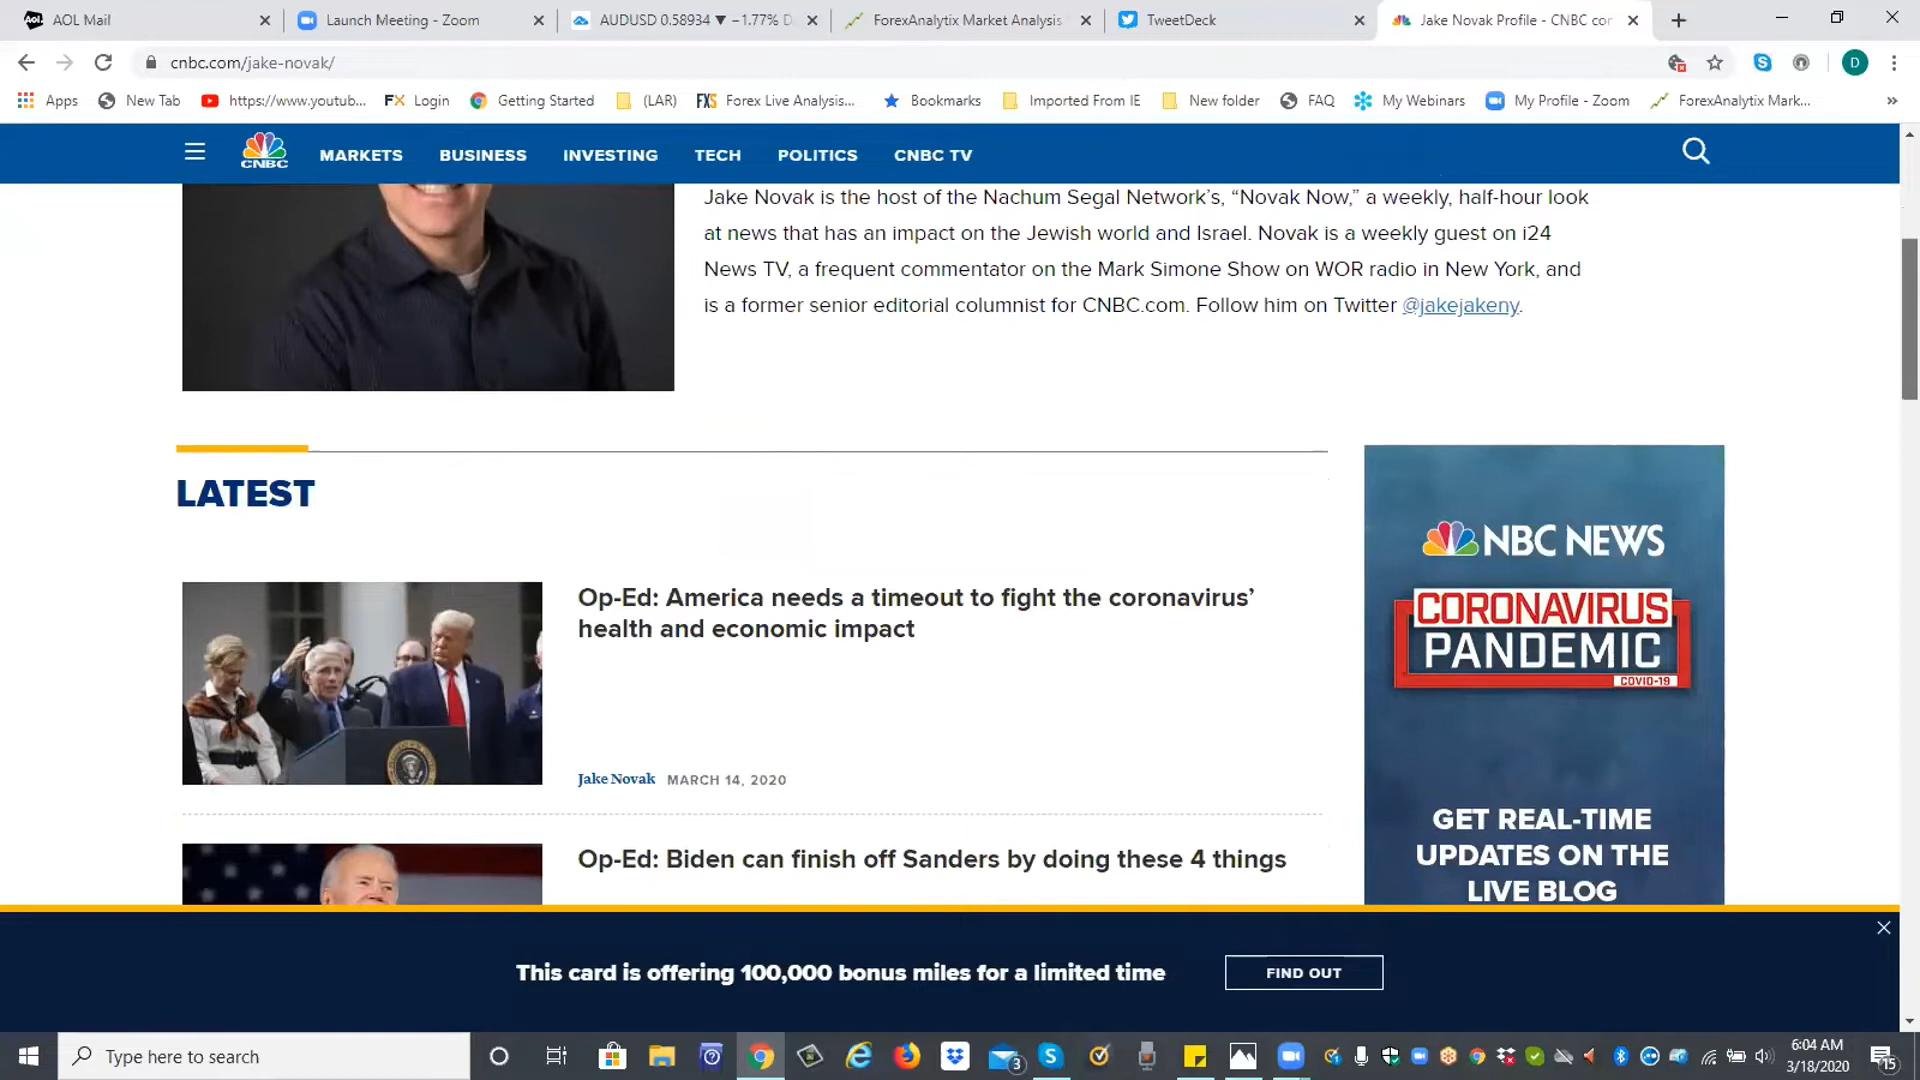 Aol.
AOL Mail
Launch Meeting - Zoom
AUDUSD 0.58934 ▼ −1.77% D
ForexAnalytix Market Analysis
TweetDeck
Jake Novak Profile - CNBC cor
cnbc.com/jake-novak/
D
Apps
New Tab
https://www.youtub...
FX Login
Getting Started
(LAR)
FXS Forex Live Analysis...
Bookmarks
Imported From IE
New folder
FAQ
My Webinars
My Profile - Zoom
ForexAnalytix Mark...
»
CNBC
MARKETS
BUSINESS
INVESTING
TECH
POLITICS
CNBC TV
Jake Novak is the host of the Nachum Segal Network’s, “Novak Now,” a weekly, half-hour look
at news that has an impact on the Jewish world and Israel. Novak is a weekly guest on i24
News TV, a frequent commentator on the Mark Simone Show on WOR radio in New York, and
is a former senior editorial columnist for CNBC.com. Follow him on Twitter @jakejakeny.
LATEST
Op-Ed: America needs a timeout to fight the coronavirus’
health and economic impact
Jake Novak MARCH 14, 2020
Op-Ed: Biden can finish off Sanders by doing these 4 things
NBC NEWS
CORONAVIRUS
PANDEMIC
COVID-19
GET REAL-TIME
UPDATES ON THE
LIVE BLOG
This card is offering 100,000 bonus miles for a limited time
FIND OUT
Type here to search
3
6:04 AM
3/18/2020
15